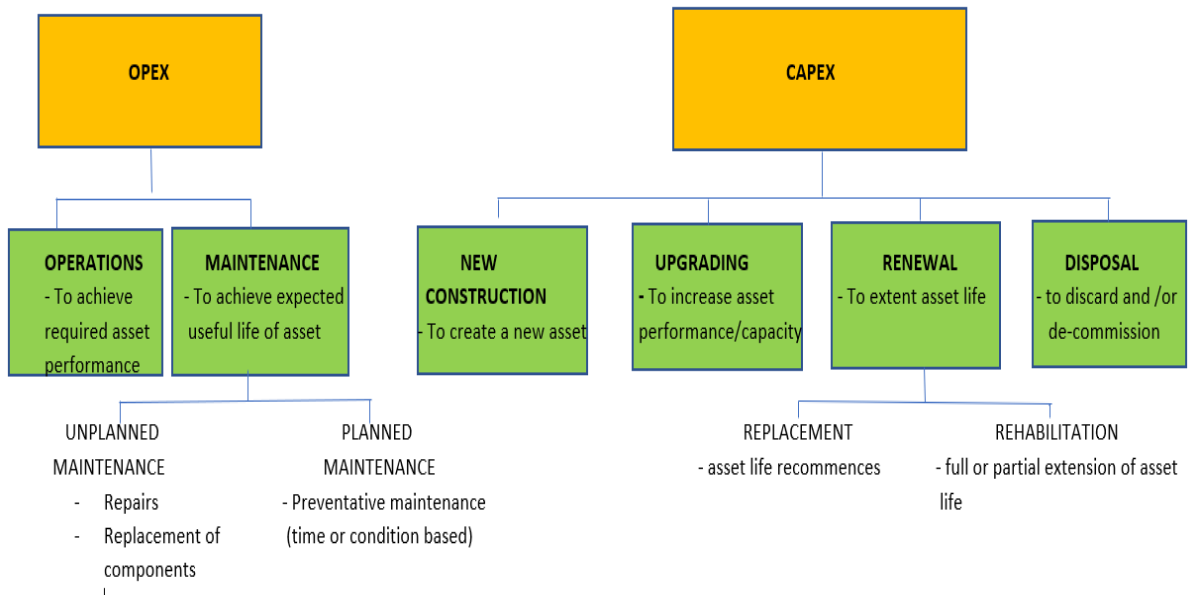 OPEX
CAPEX
OPERATIONS
- To achieve
required asset
performance
MAINTENANCE
- To achieve expected
useful life of asset
NEW
CONSTRUCTION
- To create a new asset
UPGRADING
- To increase asset
performance/capacity
RENEWAL
- To extent asset life
DISPOSAL
- to discard and /or
de-commission
UNPLANNED
MAINTENANCE
- Repairs
- Replacement of
components
PLANNED
MAINTENANCE
- Preventative maintenance
(time or condition based)
REPLACEMENT
- asset life recommences
REHABILITATION
- full or partial extension of asset
life